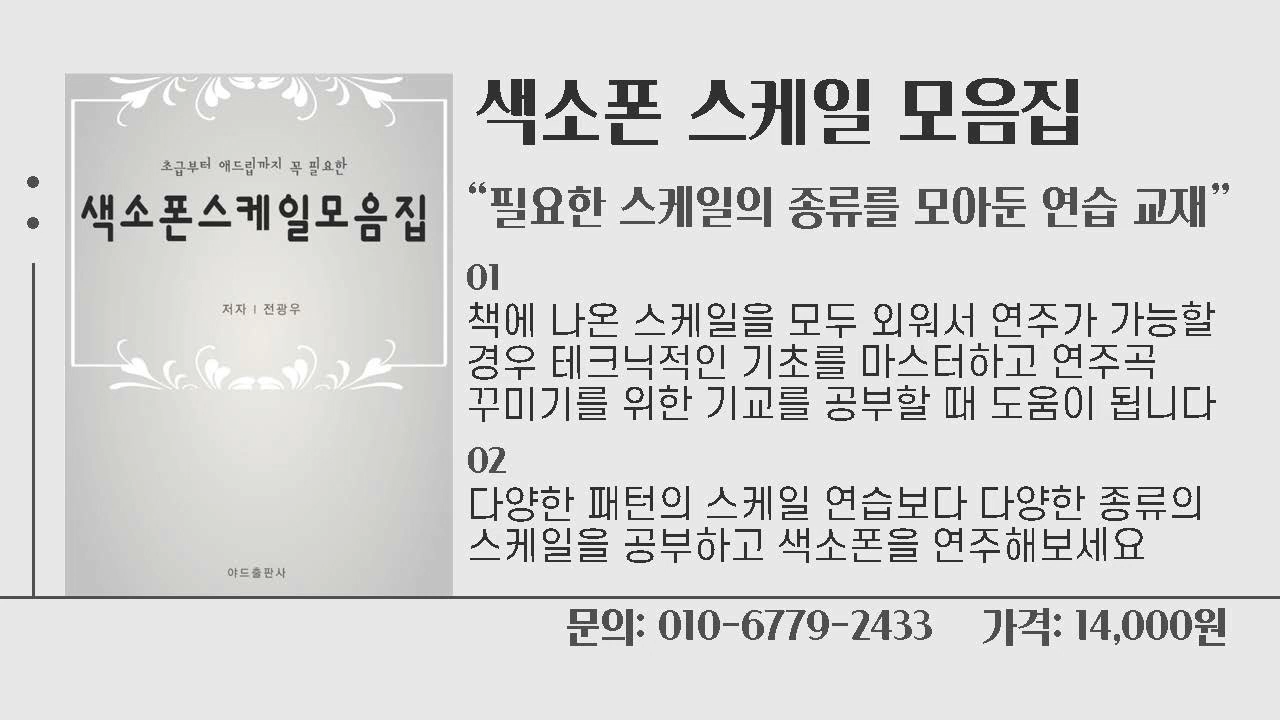 초급부터 애드립까지 꼭 필요한
색소폰스케일모음집
저자 | 전광우
야드출판사
색소폰 스케일 모음집
“필요한 스케일의 종류를 모아둔 연습 교재”
01
책에 나온 스케일을 모두 외워서 연주가 가능할
경우 테크닉적인 기초를 마스터하고 연주곡
꾸미기를 위한 기교를 공부할 때 도움이 됩니다
02
다양한 패턴의 스케일 연습보다 다양한 종류의
스케일을 공부하고 색소폰을 연주해보세요
문의: 010-6779-2433 가격: 14,000원